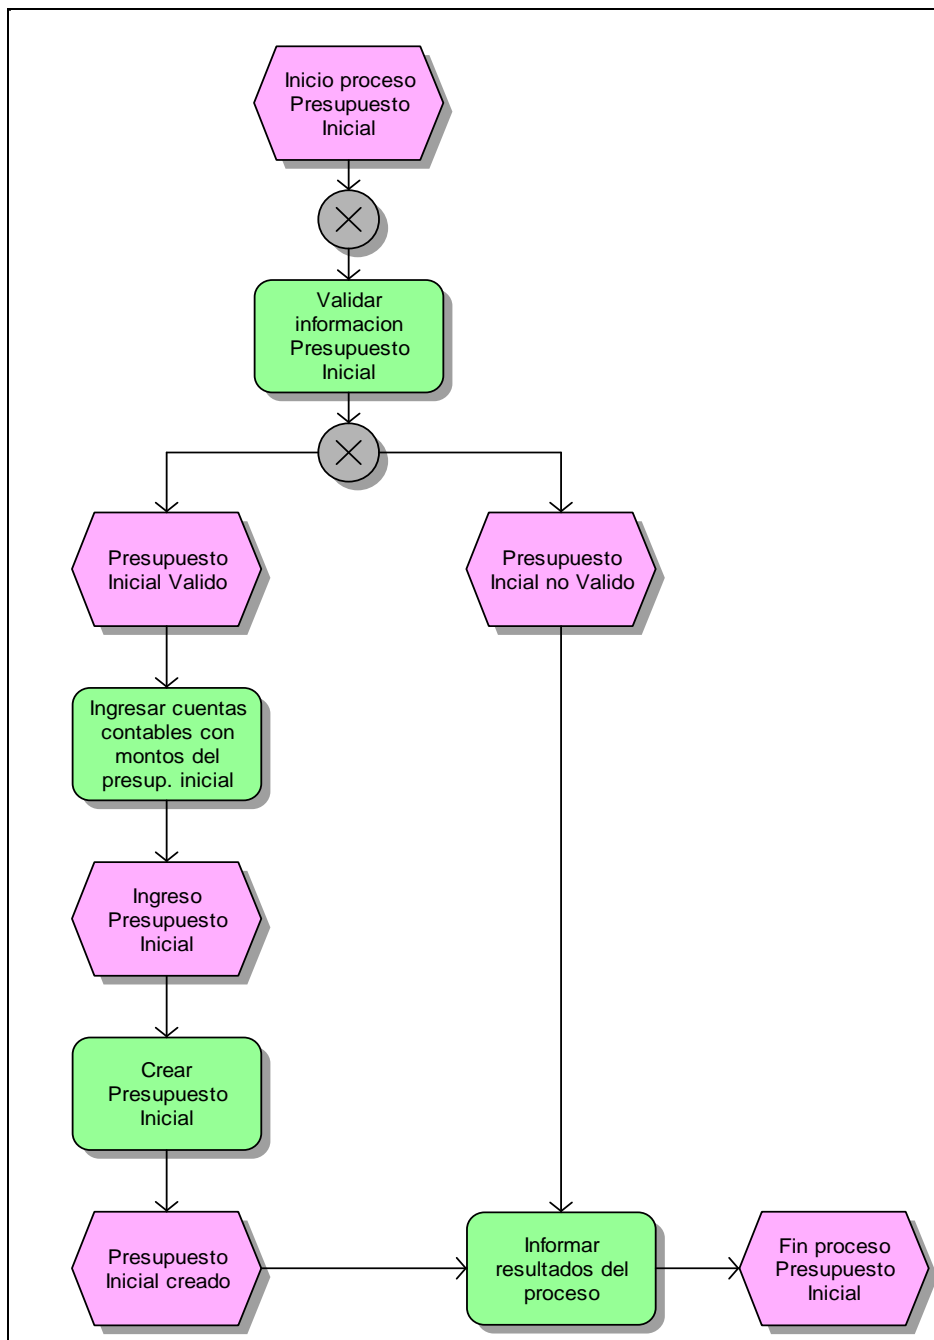 Inicio proceso
Presupuesto
Inicial
Validar
informacion
Presupuesto
Inicial
Presupuesto
Inicial Valido
Presupuesto
Incial no Valido
Ingresar cuentas
contables con
montos del
presup. inicial
Ingreso
Presupuesto
Inicial
Crear
Presupuesto
Inicial
Presupuesto
Inicial creado
Informar
resultados del
proceso
Fin proceso
Presupuesto
Inicial